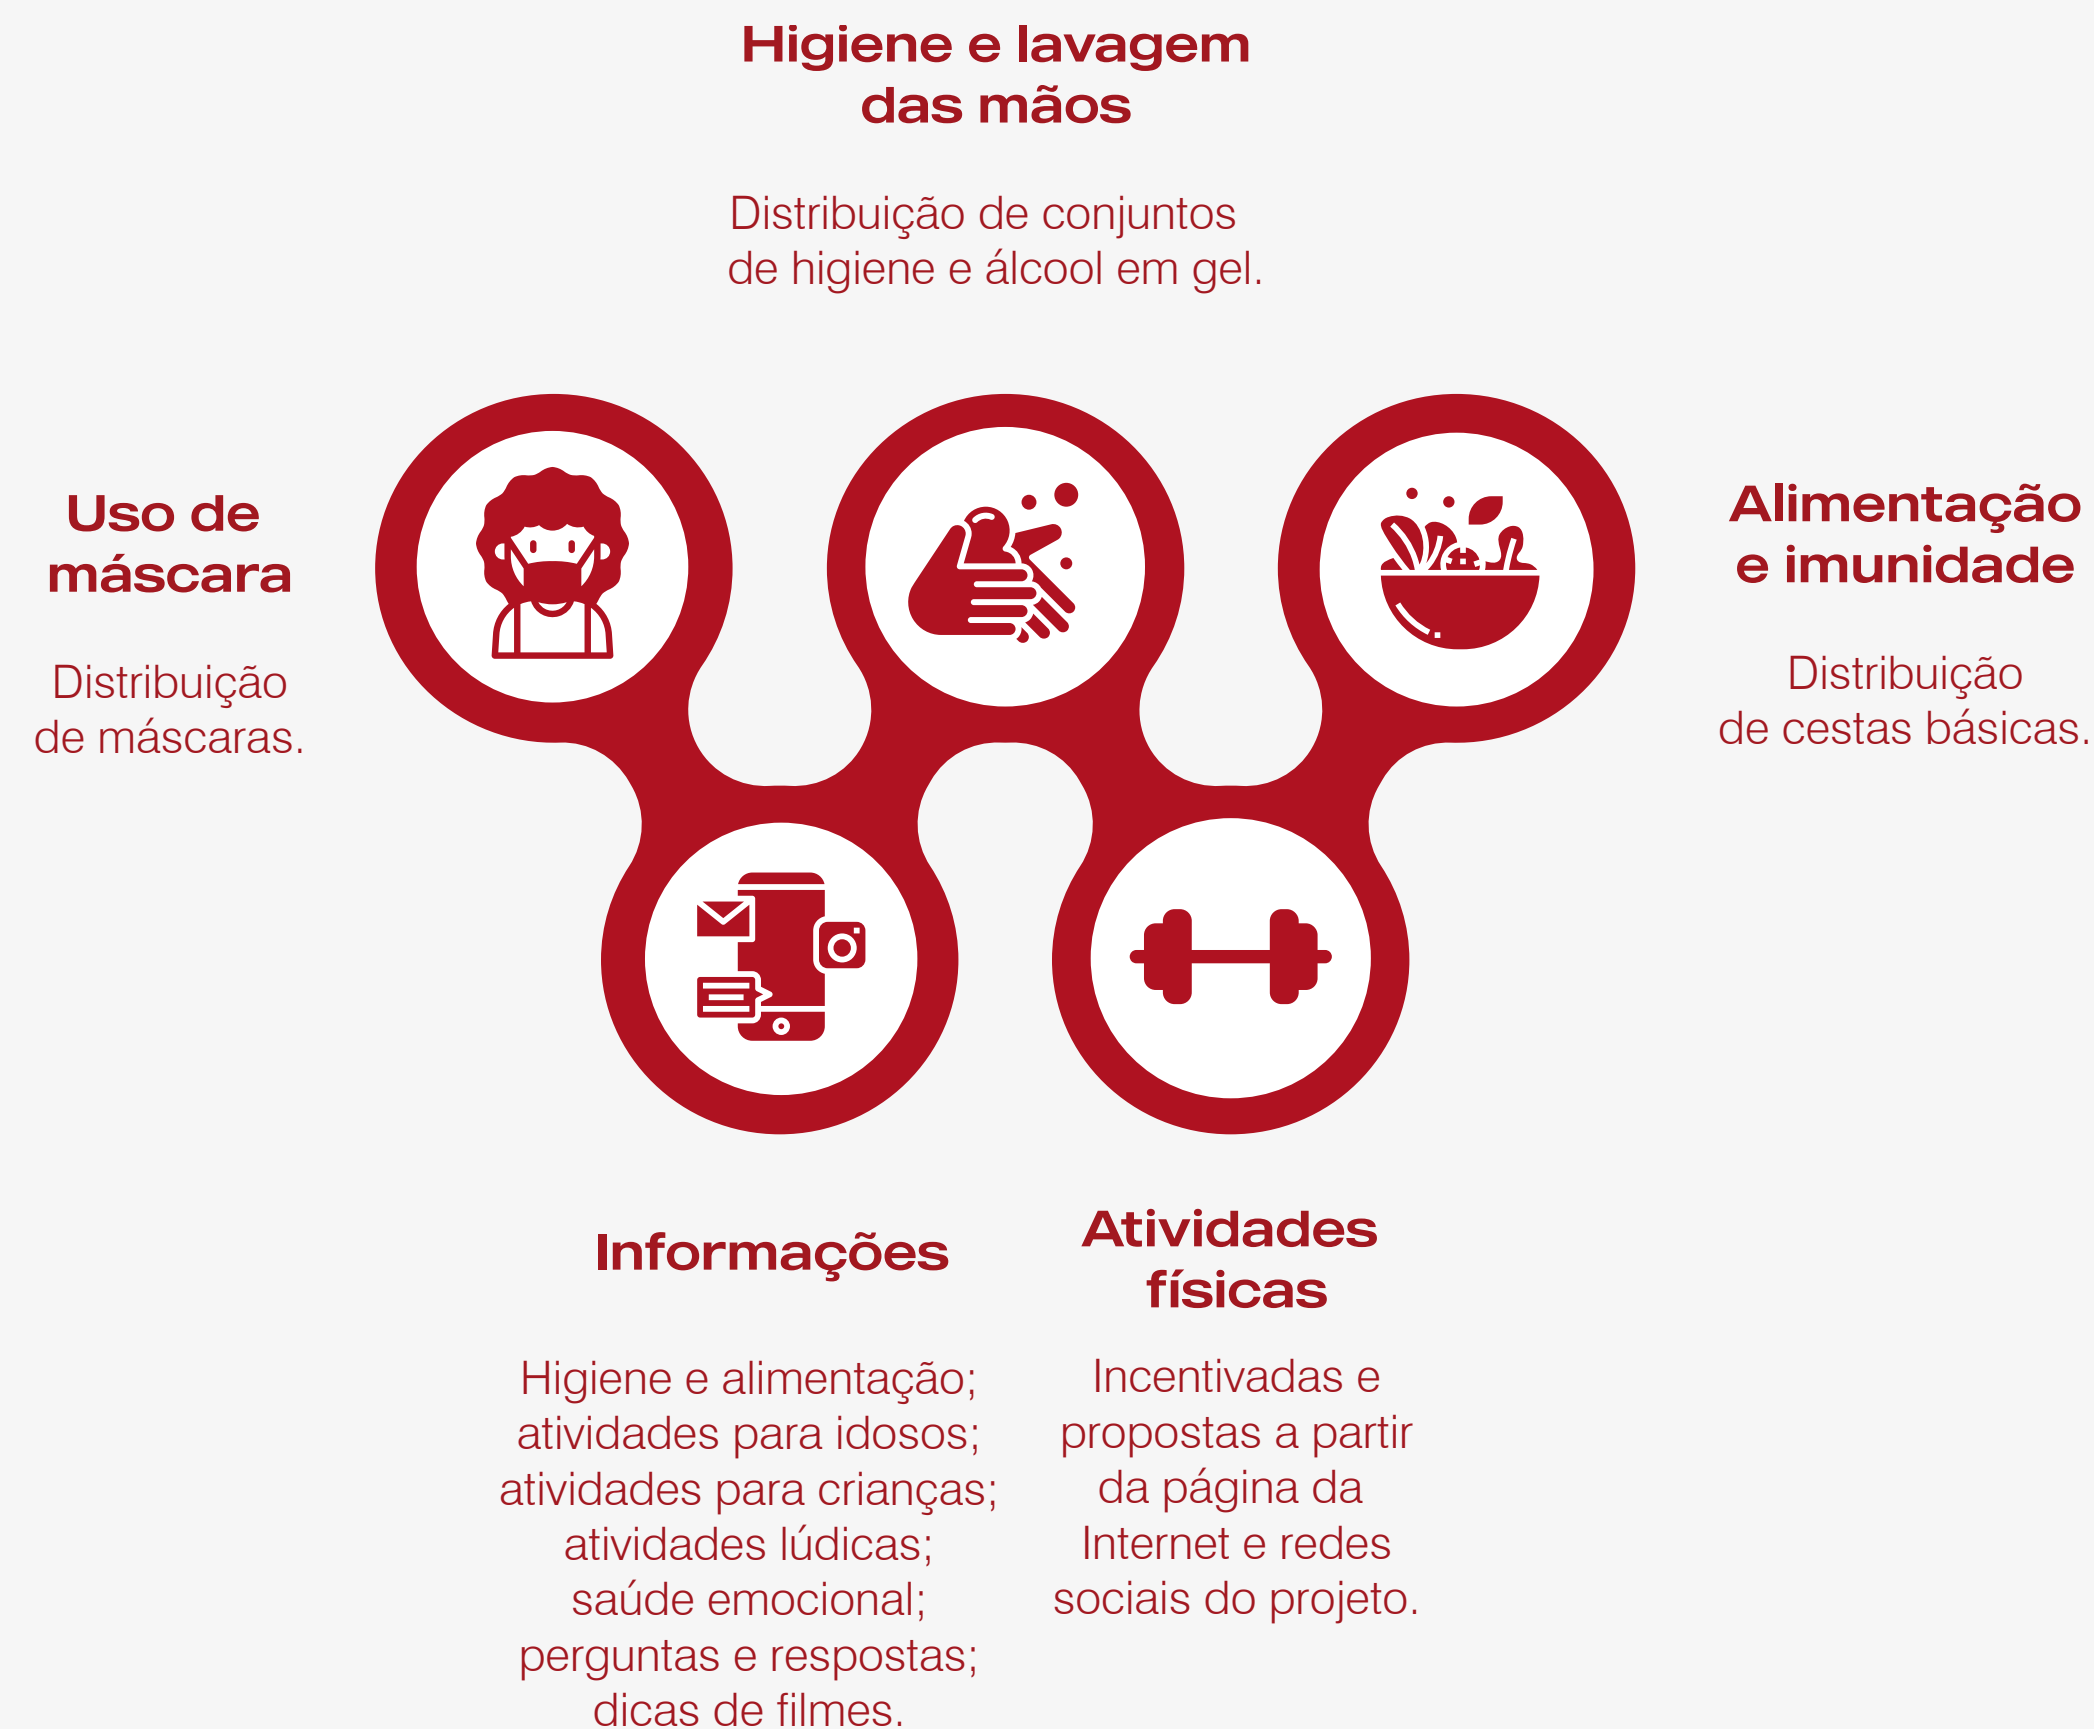 Higiene e lavagem
das mãos
Distribuição de conjuntos
de higiene e álcool em gel.
Uso de
máscara
Distribuição
de máscaras.
Alimentação
e imunidade
Distribuição
de cestas básicas.
Informações
Higiene e alimentação;
atividades para idosos;
atividades para crianças;
atividades lúdicas;
saúde emocional;
perguntas e respostas;
dicas de filmes.
Atividades
físicas
Incentivadas e
propostas a partir
da página da
Internet e redes
sociais do projeto.